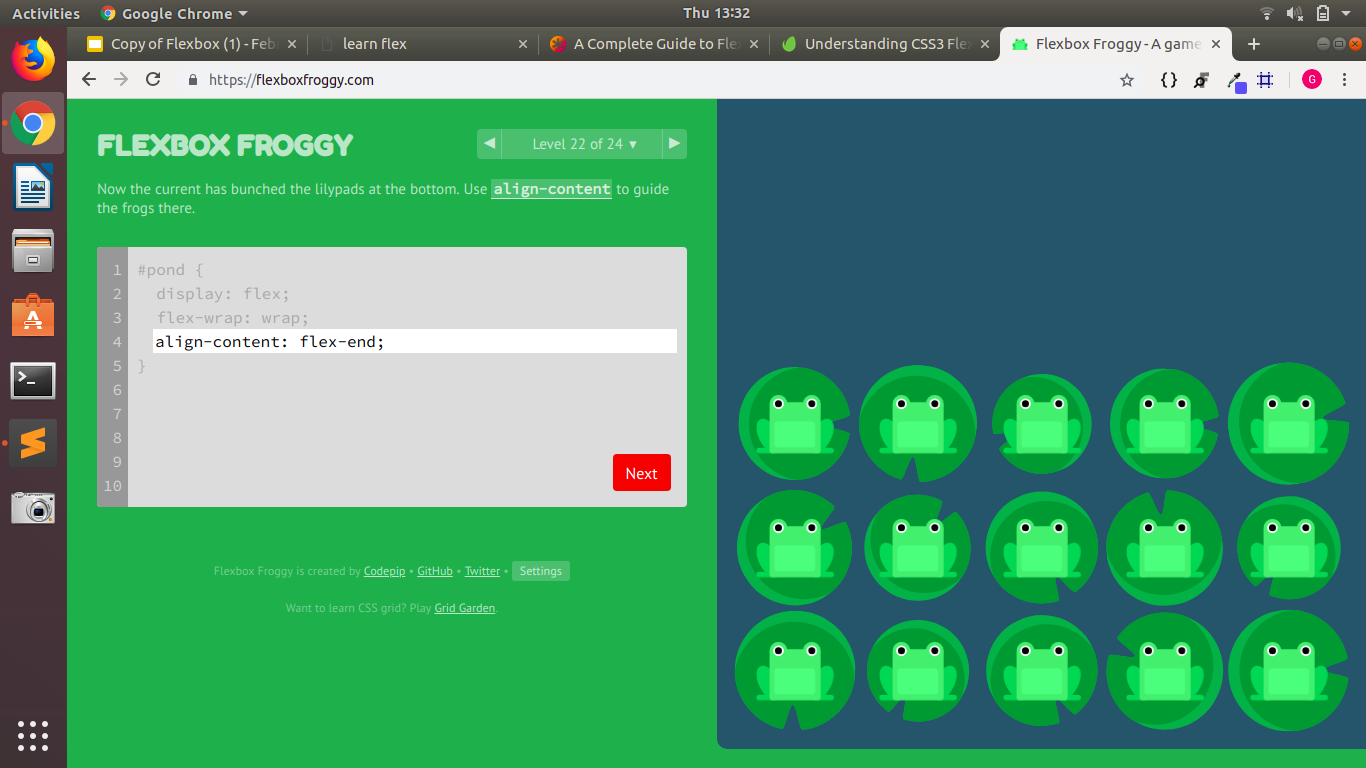 Activities
Google Chrome
Thu 13:32
Copy of Flexbox (1) - Feb
learn flex
A Complete Guide to Fle
Understanding CSS3 Fle
Flexbox Froggy - A game
https://flexboxfroggy.com
{}
G
FLEXBOX FROGGY
Level 22 of 24 ▾
Now the current has bunched the lilypads at the bottom. Use align-content to guide
the frogs there.
1 #pond {
2 display: flex;
3 flex-wrap: wrap;
4 align-content: flex-end;
5 }
6
7
8
9
10
Next
Flexbox Froggy is created by Codepip • GitHub • Twitter • Settings
Want to learn CSS grid? Play Grid Garden.